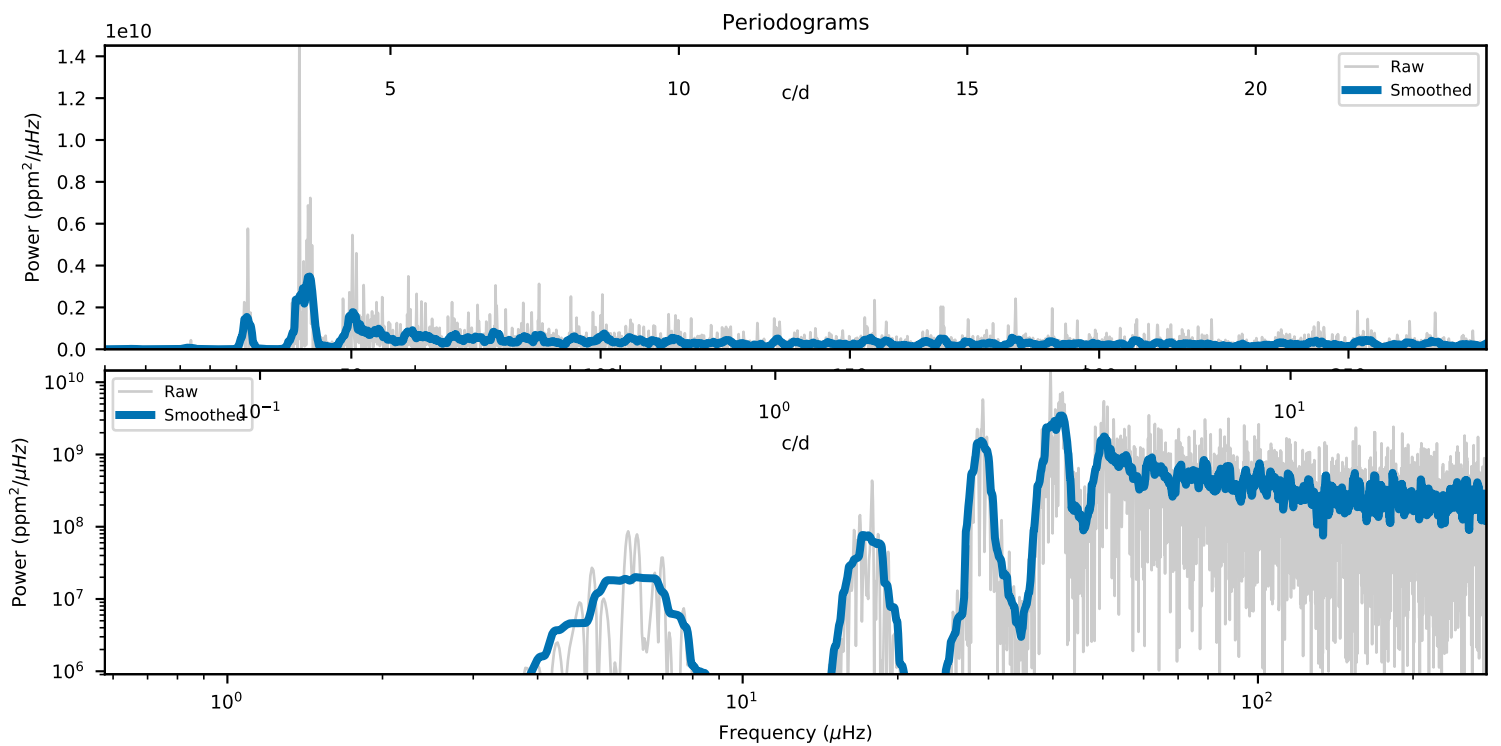 Periodograms
1e10
1.4
1.2
1.0
0.8
0.6
0.4
0.2
0.0
Power (ppm²/μHz)
5
10
15
20
c/d
Raw
Smoothed
10¹⁰
10⁹
10⁸
10⁷
10⁶
Power (ppm²/μHz)
Raw
Smoothed
10⁻¹
10⁰
10¹
c/d
10⁰
10¹
10²
Frequency (μHz)